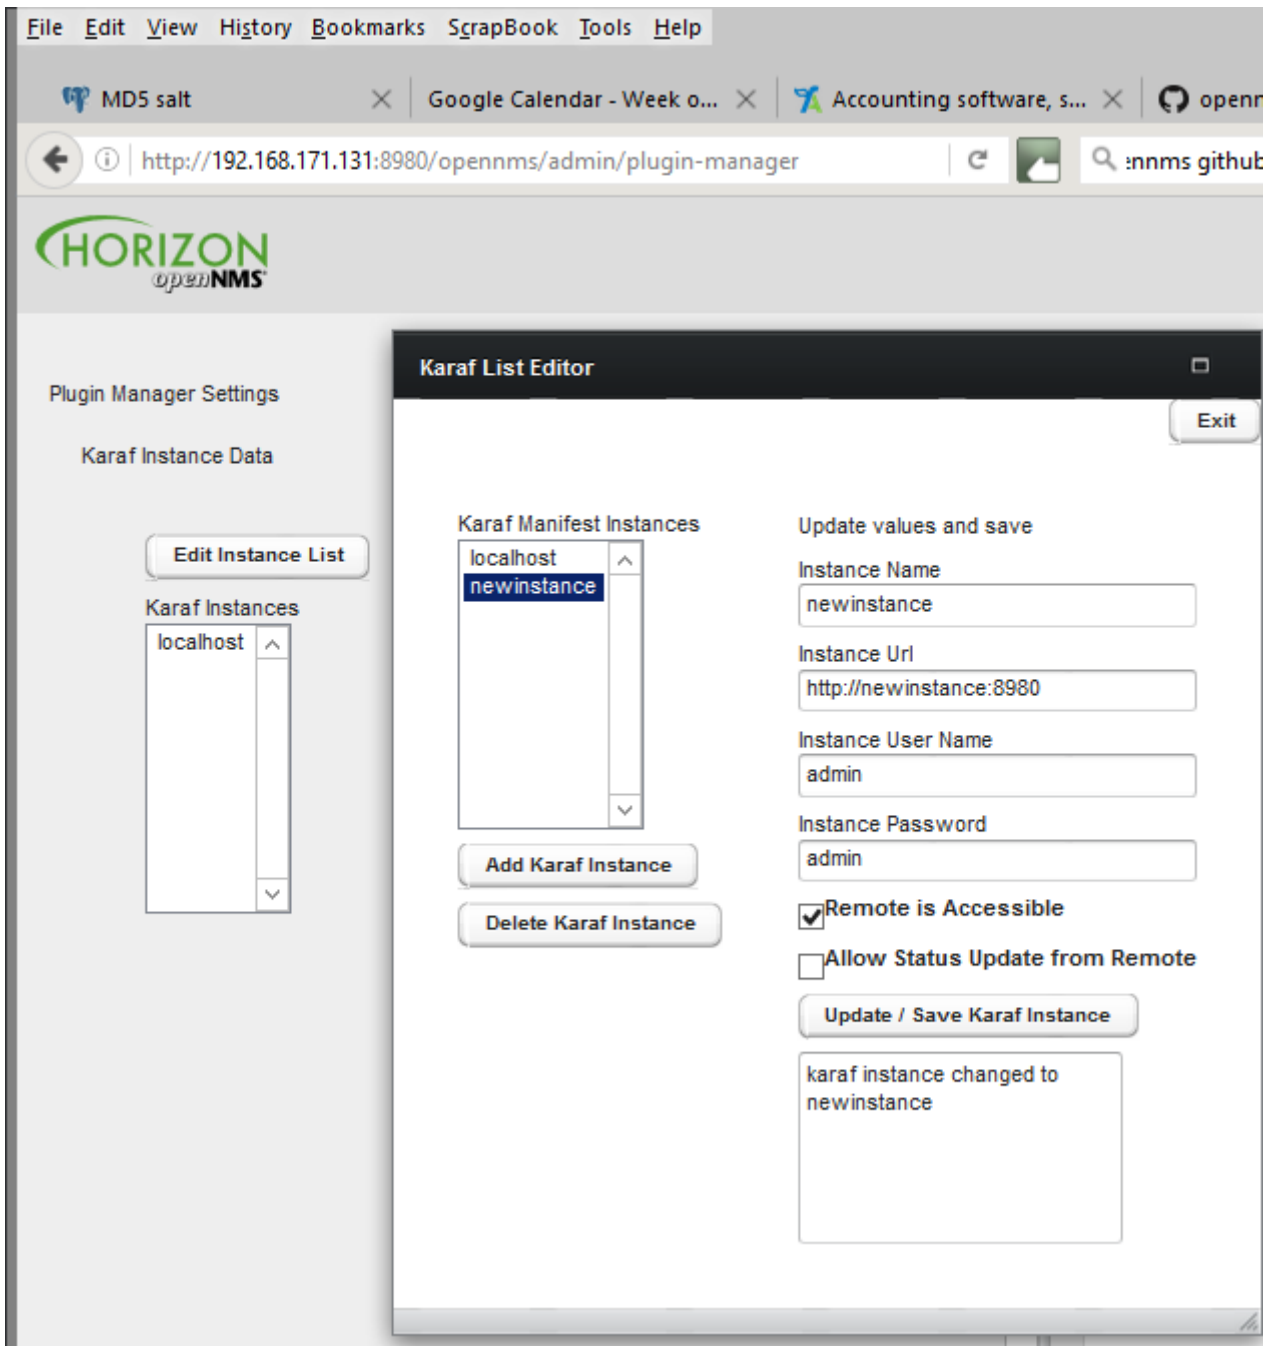 File Edit View History Bookmarks ScrapBook Tools Help
MD5 salt
Google Calendar - Week o...
Accounting software, s...
openn
http://192.168.171.131:8980/opennms/admin/plugin-manager
ennms github
HORIZON
openNMS
Plugin Manager Settings
Karaf Instance Data
Edit Instance List
Karaf Instances
localhost
Karaf List Editor
Exit
Karaf Manifest Instances
localhost
newinstance
Add Karaf Instance
Delete Karaf Instance
Update values and save
Instance Name
newinstance
Instance Url
http://newinstance:8980
Instance User Name
admin
Instance Password
admin
Remote is Accessible
Allow Status Update from Remote
Update / Save Karaf Instance
karaf instance changed to
newinstance